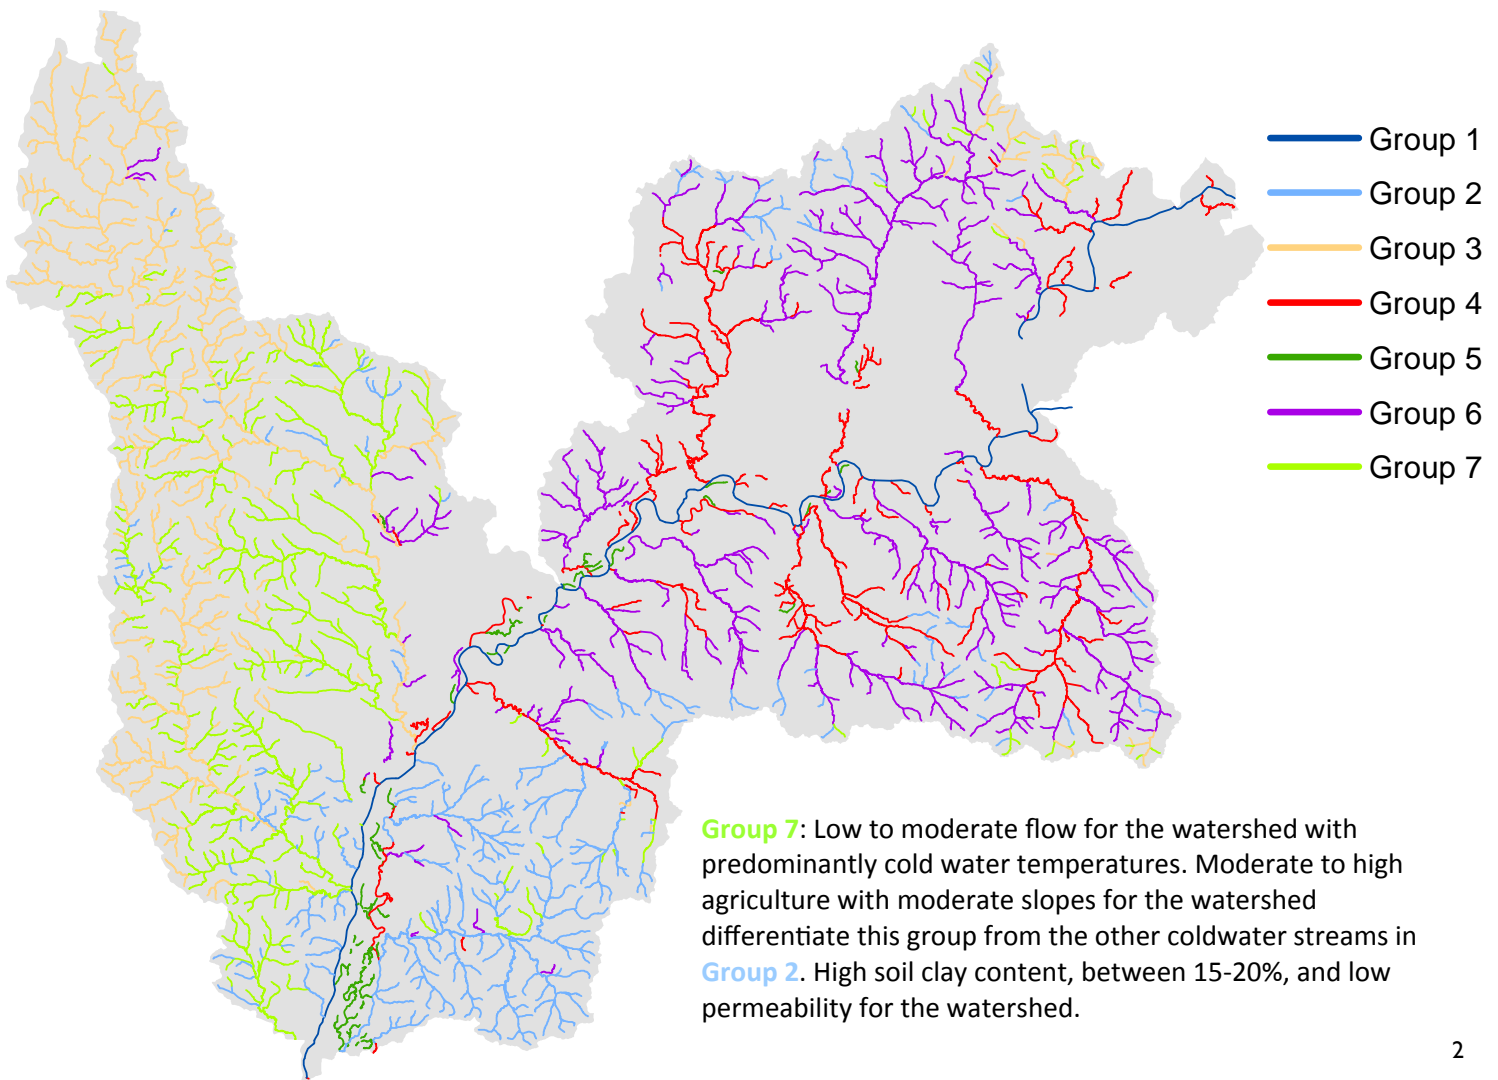 Group 1
Group 2
Group 3
Group 4
Group 5
Group 6
Group 7
Group 7: Low to moderate flow for the watershed with
predominantly cold water temperatures. Moderate to high
agriculture with moderate slopes for the watershed
differentiate this group from the other coldwater streams in
Group 2. High soil clay content, between 15-20%, and low
permeability for the watershed.
2